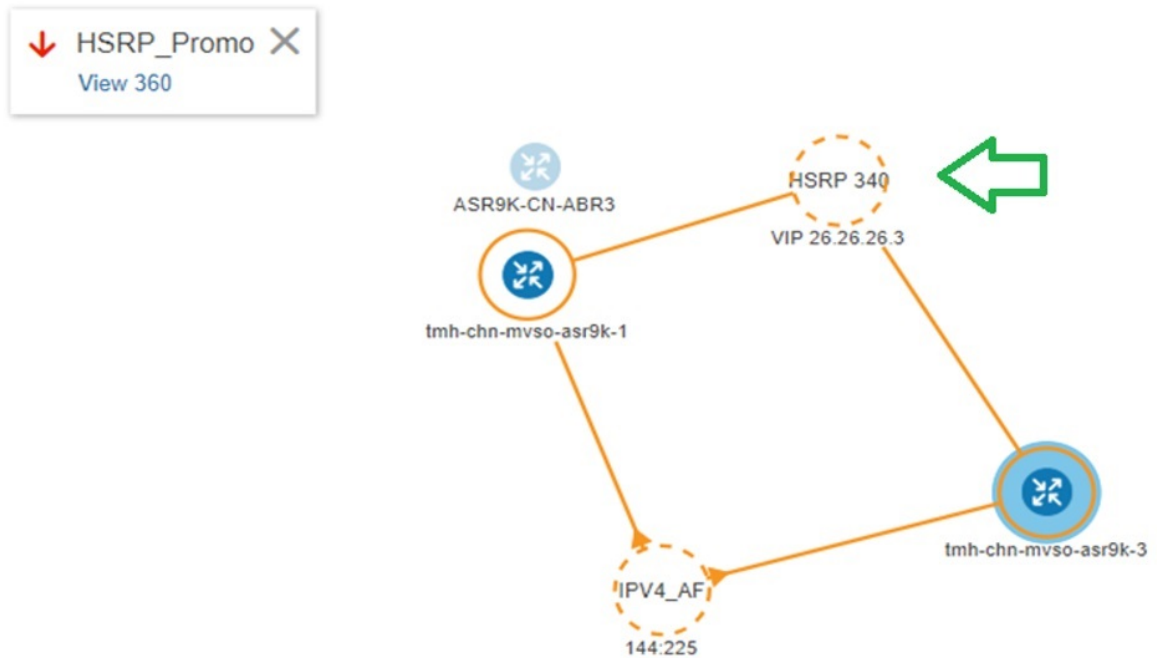 HSRP_Promo
View 360
HSRP 340
ASR9K-CN-ABR3
VIP 26.26.26.3
tmh-chn-mvso-asr9k-1
tmh-chn-mvso-asr9k-3
IPV4_AF
144:225